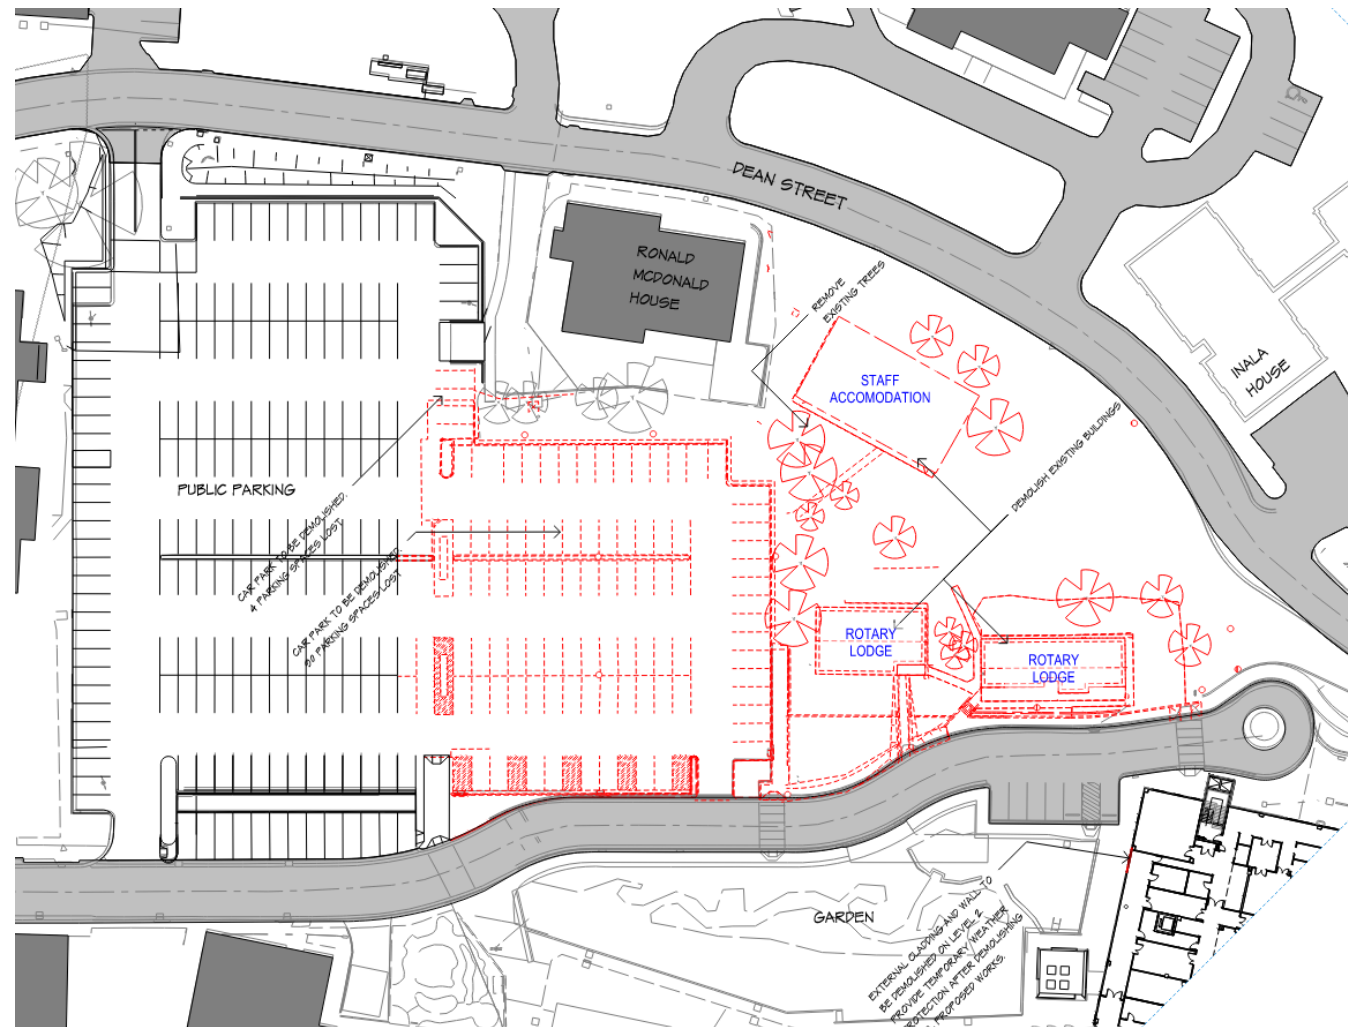 DEAN STREET
RONALD
MCDONALD
HOUSE
REMOVE
EXISTING TREES
INALA
HOUSE
STAFF
ACCOMODATION
DEMOLISH EXISTING BUILDINGS
PUBLIC PARKING
CAR PARK TO BE DEMOLISHED.
4 PARKING SPACES LOST
CAR PARK TO BE DEMOLISHED.
90 PARKING SPACES LOST
ROTARY
LODGE
ROTARY
LODGE
GARDEN
EXTERNAL CLADDING AND WALL TO
BE DEMOLISHED ON LEVEL 2.
PROVIDE TEMPORARY WEATHER
PROTECTION AFTER DEMOLISHING
PROPOSED WORKS.